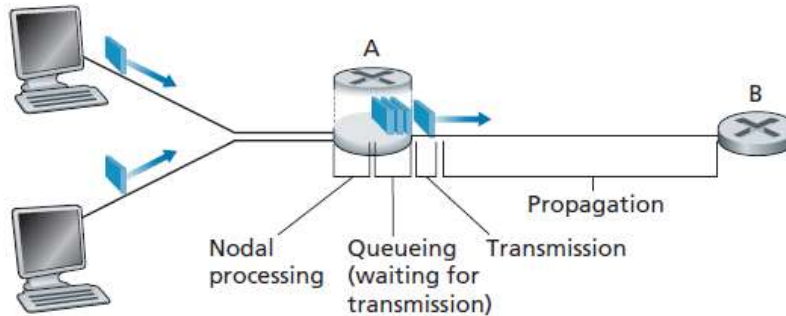 A
B
Propagation
Nodal
processing
Queueing
(waiting for
transmission)
Transmission